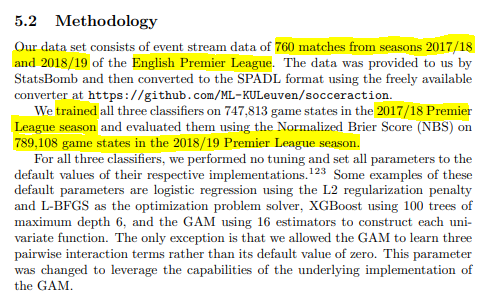 5.2 Methodology
Our data set consists of event stream data of 760 matches from seasons 2017/18
and 2018/19 of the English Premier League. The data was provided to us by
StatsBomb and then converted to the SPADL format using the freely available
converter at https://github.com/ML-KULeuven/socceraction.
We trained all three classifiers on 747,813 game states in the 2017/18 Premier
League season and evaluated them using the Normalized Brier Score (NBS) on
789,108 game states in the 2018/19 Premier League season.
For all three classifiers, we performed no tuning and set all parameters to the
default values of their respective implementations.¹²³ Some examples of these
default parameters are logistic regression using the L2 regularization penalty
and L-BFGS as the optimization problem solver, XGBoost using 100 trees of
maximum depth 6, and the GAM using 16 estimators to construct each uni-
variate function. The only exception is that we allowed the GAM to learn three
pairwise interaction terms rather than its default value of zero. This parameter
was changed to leverage the capabilities of the underlying implementation of
the GAM.